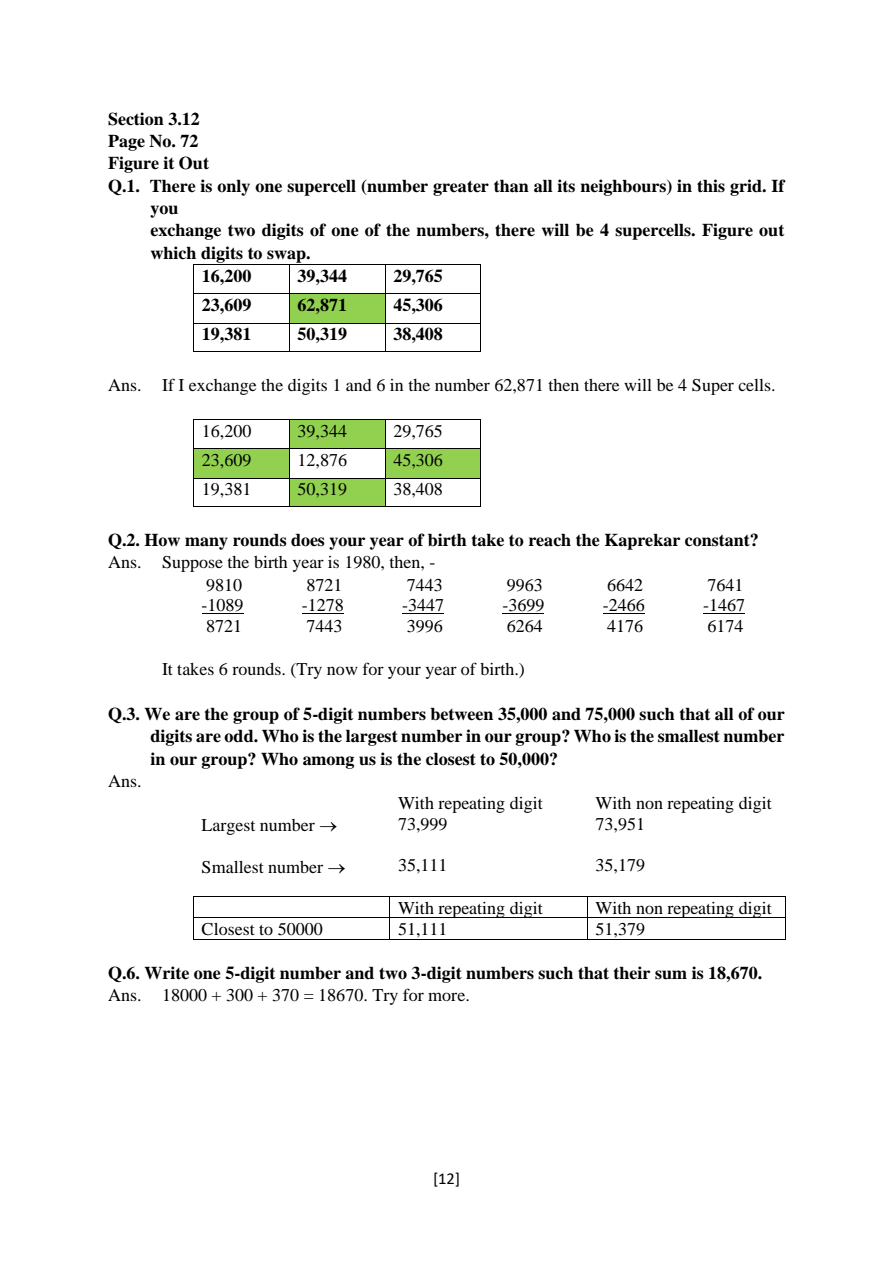 Section 3.12
Page No. 72
Figure it Out
Q.1. There is only one supercell (number greater than all its neighbours) in this grid. If
you
exchange two digits of one of the numbers, there will be 4 supercells. Figure out
which digits to swap.
16,200 39,344 29,765
23,609 62,871 45,306
19,381 50,319 38,408
Ans. If I exchange the digits 1 and 6 in the number 62,871 then there will be 4 Super cells.
16,200 39,344 29,765
23,609 12,876 45,306
19,381 50,319 38,408
Q.2. How many rounds does your year of birth take to reach the Kaprekar constant?
Ans. Suppose the birth year is 1980, then, -
9810 8721 7443 9963 6642 7641
-1089 -1278 -3447 -3699 -2466 -1467
8721 7443 3996 6264 4176 6174
It takes 6 rounds. (Try now for your year of birth.)
Q.3. We are the group of 5-digit numbers between 35,000 and 75,000 such that all of our
digits are odd. Who is the largest number in our group? Who is the smallest number
in our group? Who among us is the closest to 50,000?
Ans.
With repeating digit With non repeating digit
Largest number → 73,999 73,951
Smallest number → 35,111 35,179
With repeating digit With non repeating digit
Closest to 50000 51,111 51,379
Q.6. Write one 5-digit number and two 3-digit numbers such that their sum is 18,670.
Ans. 18000 + 300 + 370 = 18670. Try for more.
[12]